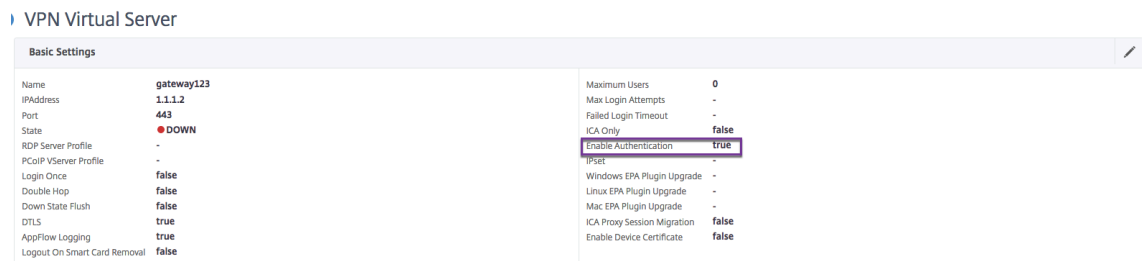 VPN Virtual Server
Basic Settings
Name gateway123
IPAddress 1.1.1.2
Port 443
State DOWN
RDP Server Profile -
PCoIP VServer Profile -
Login Once false
Double Hop false
Down State Flush false
DTLS true
AppFlow Logging true
Logout On Smart Card Removal false
Maximum Users 0
Max Login Attempts -
Failed Login Timeout -
ICA Only false
Enable Authentication true
IPset -
Windows EPA Plugin Upgrade -
Linux EPA Plugin Upgrade -
Mac EPA Plugin Upgrade -
ICA Proxy Session Migration false
Enable Device Certificate false